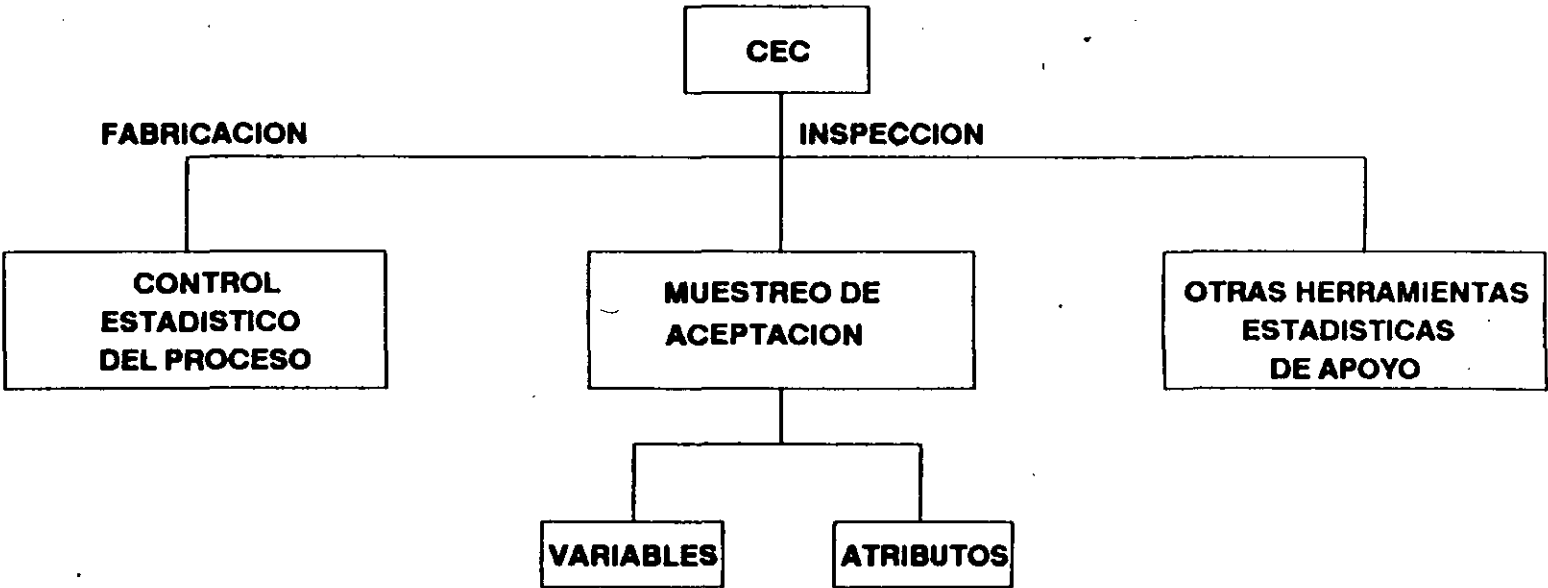 CEC
FABRICACION
INSPECCION
CONTROL
ESTADISTICO
DEL PROCESO
MUESTREO DE
ACEPTACION
OTRAS HERRAMIENTAS
ESTADISTICAS
DE APOYO
VARIABLES
ATRIBUTOS